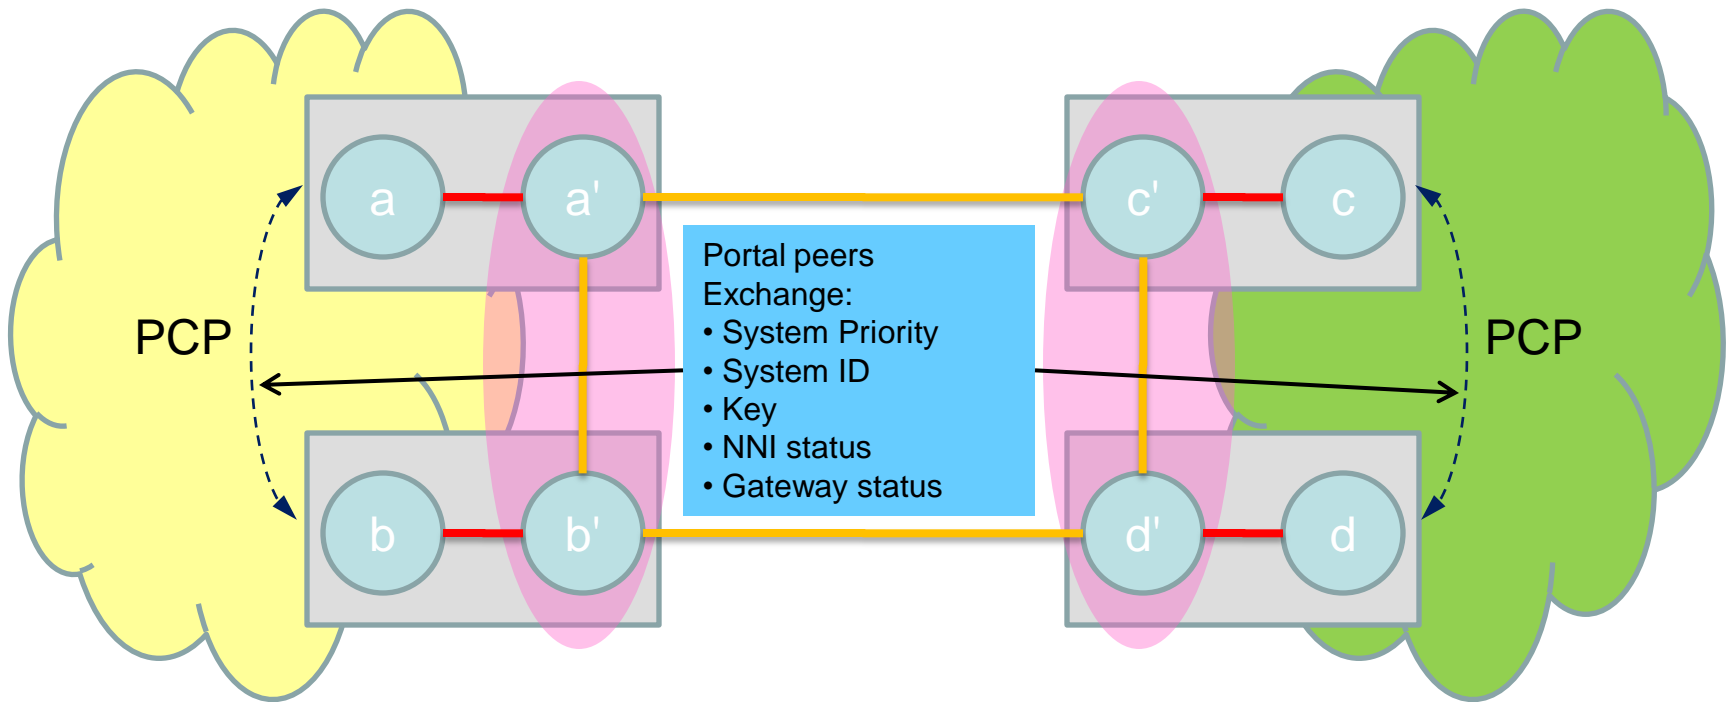 a
a'
c'
c
PCP
Portal peers
Exchange:
• System Priority
• System ID
• Key
• NNI status
• Gateway status
PCP
b
b'
d'
d